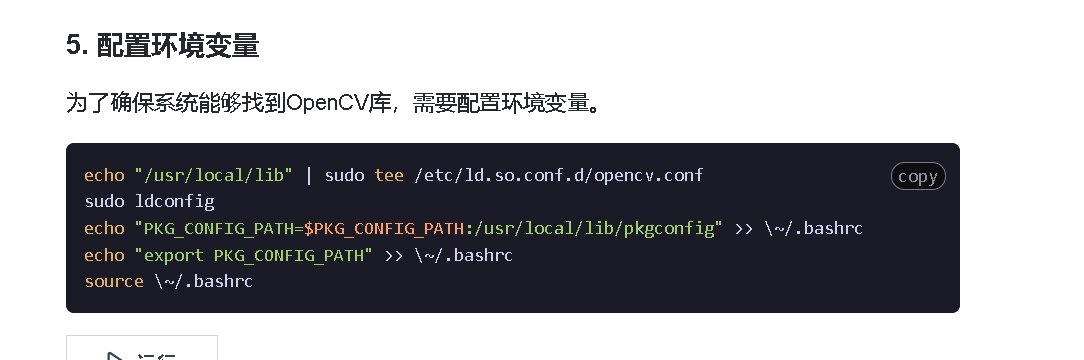 5. 配置环境变量
为了确保系统能够找到OpenCV库，需要配置环境变量。
echo "/usr/local/lib" | sudo tee /etc/ld.so.conf.d/opencv.conf
copy
sudo ldconfig
echo "PKG_CONFIG_PATH=$PKG_CONFIG_PATH:/usr/local/lib/pkgconfig" >> \~/.bashrc
echo "export PKG_CONFIG_PATH" >> \~/.bashrc
source \~/.bashrc
运行